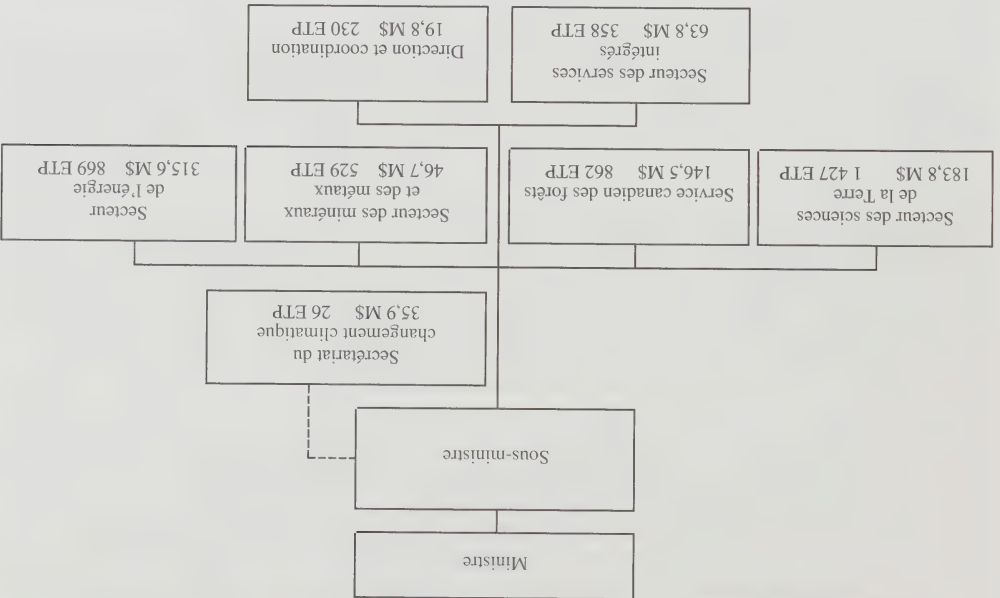 Ministre
Sous-ministre
Secrétariat du
changement climatique
35,9 M$ 26 ETP
Secteur des sciences
de la Terre
183,8 M$ 1 427 ETP
Service canadien des forêts
146,5 M$ 862 ETP
Secteur des minéraux
et des métaux
46,7 M$ 529 ETP
Secteur
de l'énergie
315,6 M$ 869 ETP
Secteur des services
intégrés
63,8 M$ 358 ETP
Direction et coordination
19,8 M$ 230 ETP